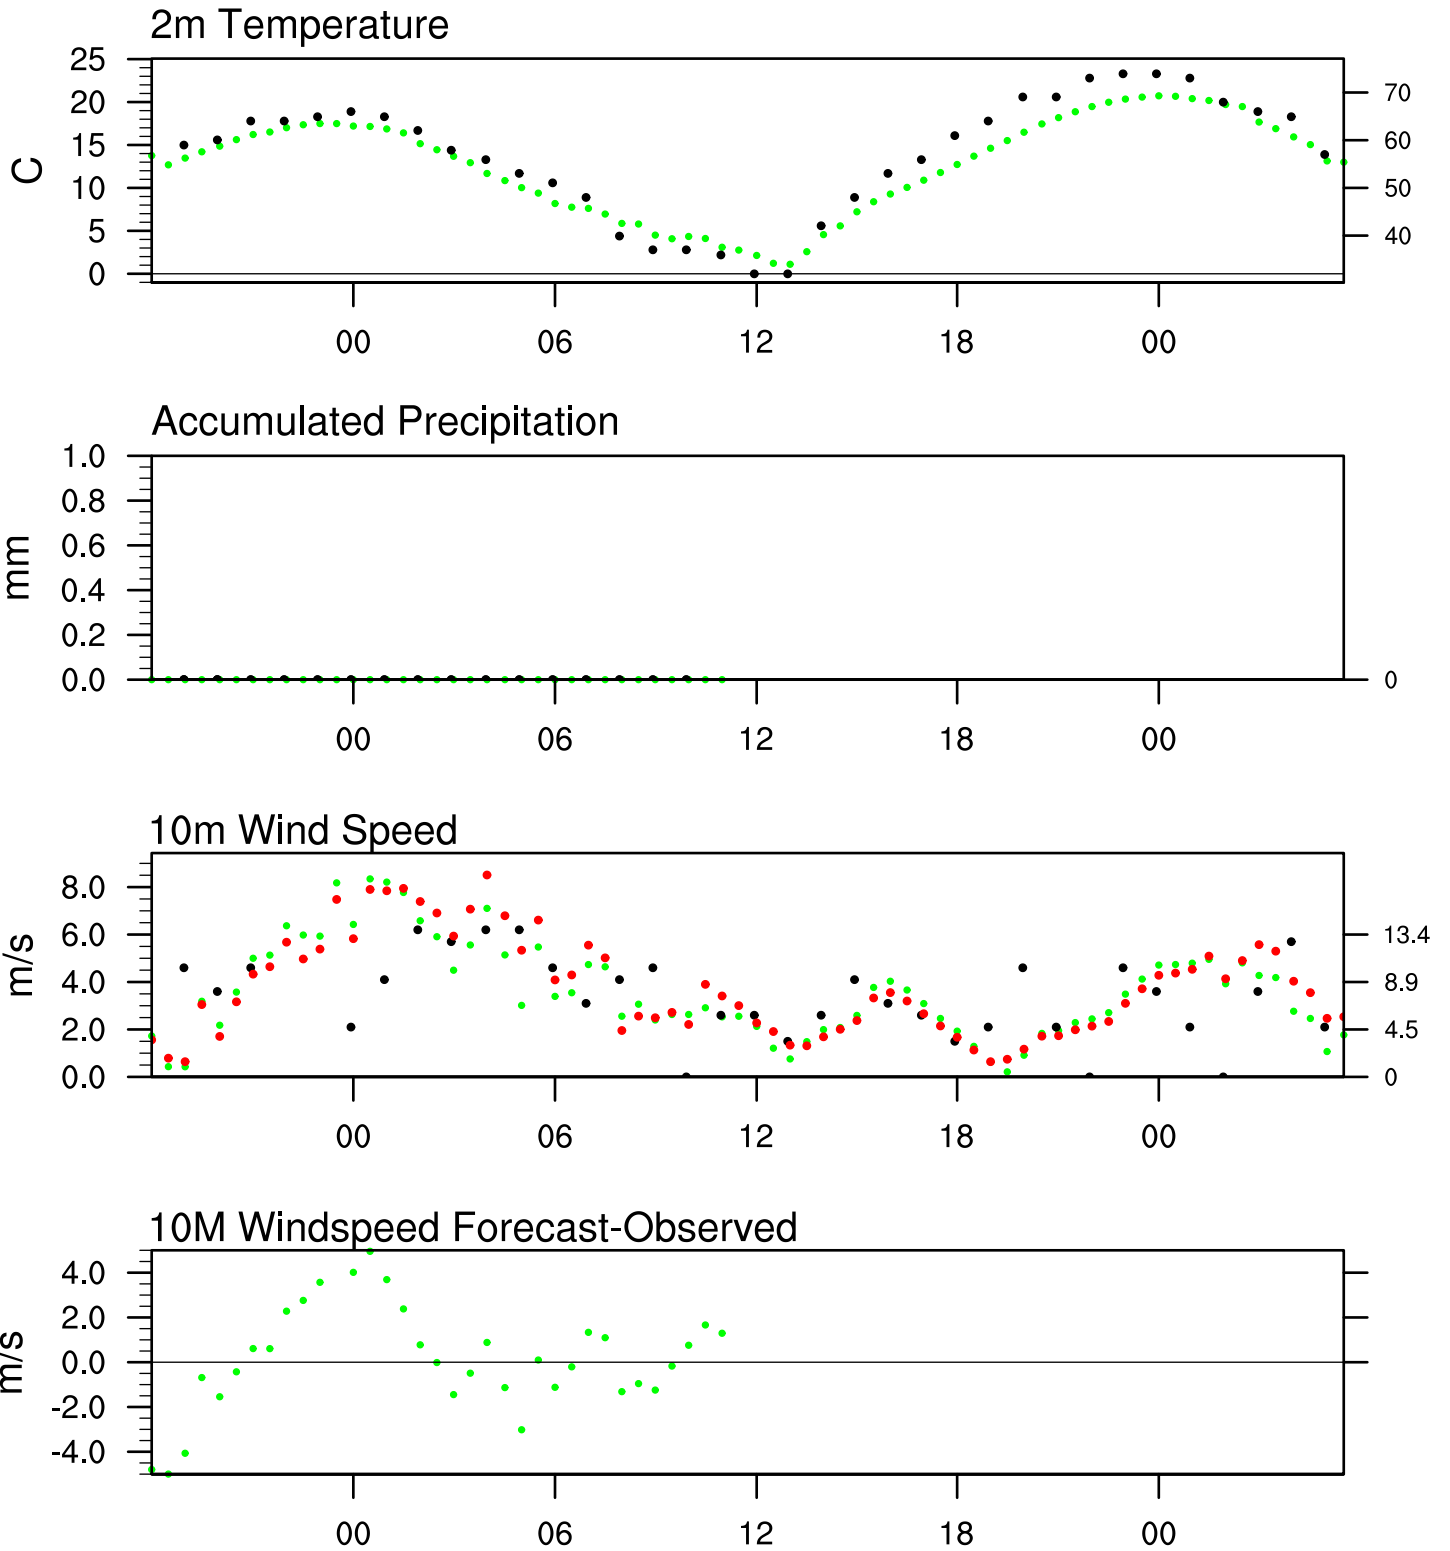 2m Temperature
25
20
15
10
5
0
C
70
60
50
40
00 06 12 18 00
Accumulated Precipitation
1.0
0.8
0.6
0.4
0.2
0.0
mm
0
00 06 12 18 00
10m Wind Speed
8.0
6.0
4.0
2.0
0.0
m/s
13.4
8.9
4.5
0
00 06 12 18 00
10M Windspeed Forecast-Observed
4.0
2.0
0.0
-2.0
-4.0
m/s
00 06 12 18 00